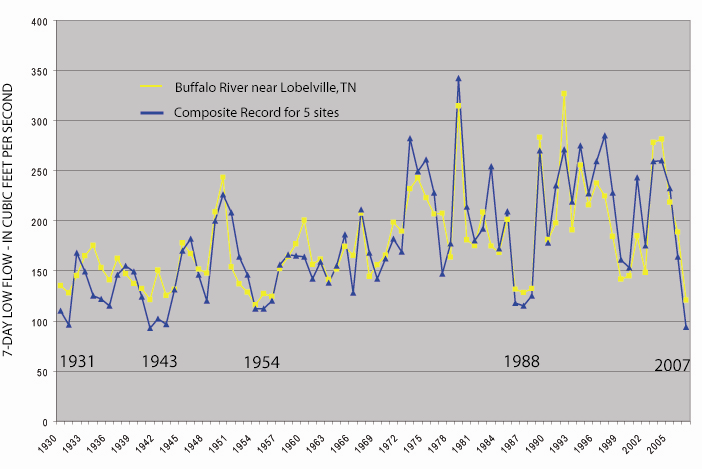 400
350
300
250
200
150
100
50
0
7-DAY LOW FLOW - IN CUBIC FEET PER SECOND
Buffalo River near Lobelville,TN
Composite Record for 5 sites
1931 1943 1954 1988 2007
1930 1933 1936 1939 1942 1945 1948 1951 1954 1957 1960 1963 1966 1969 1972 1975 1978 1981 1984 1987 1990 1993 1996 1999 2002 2005